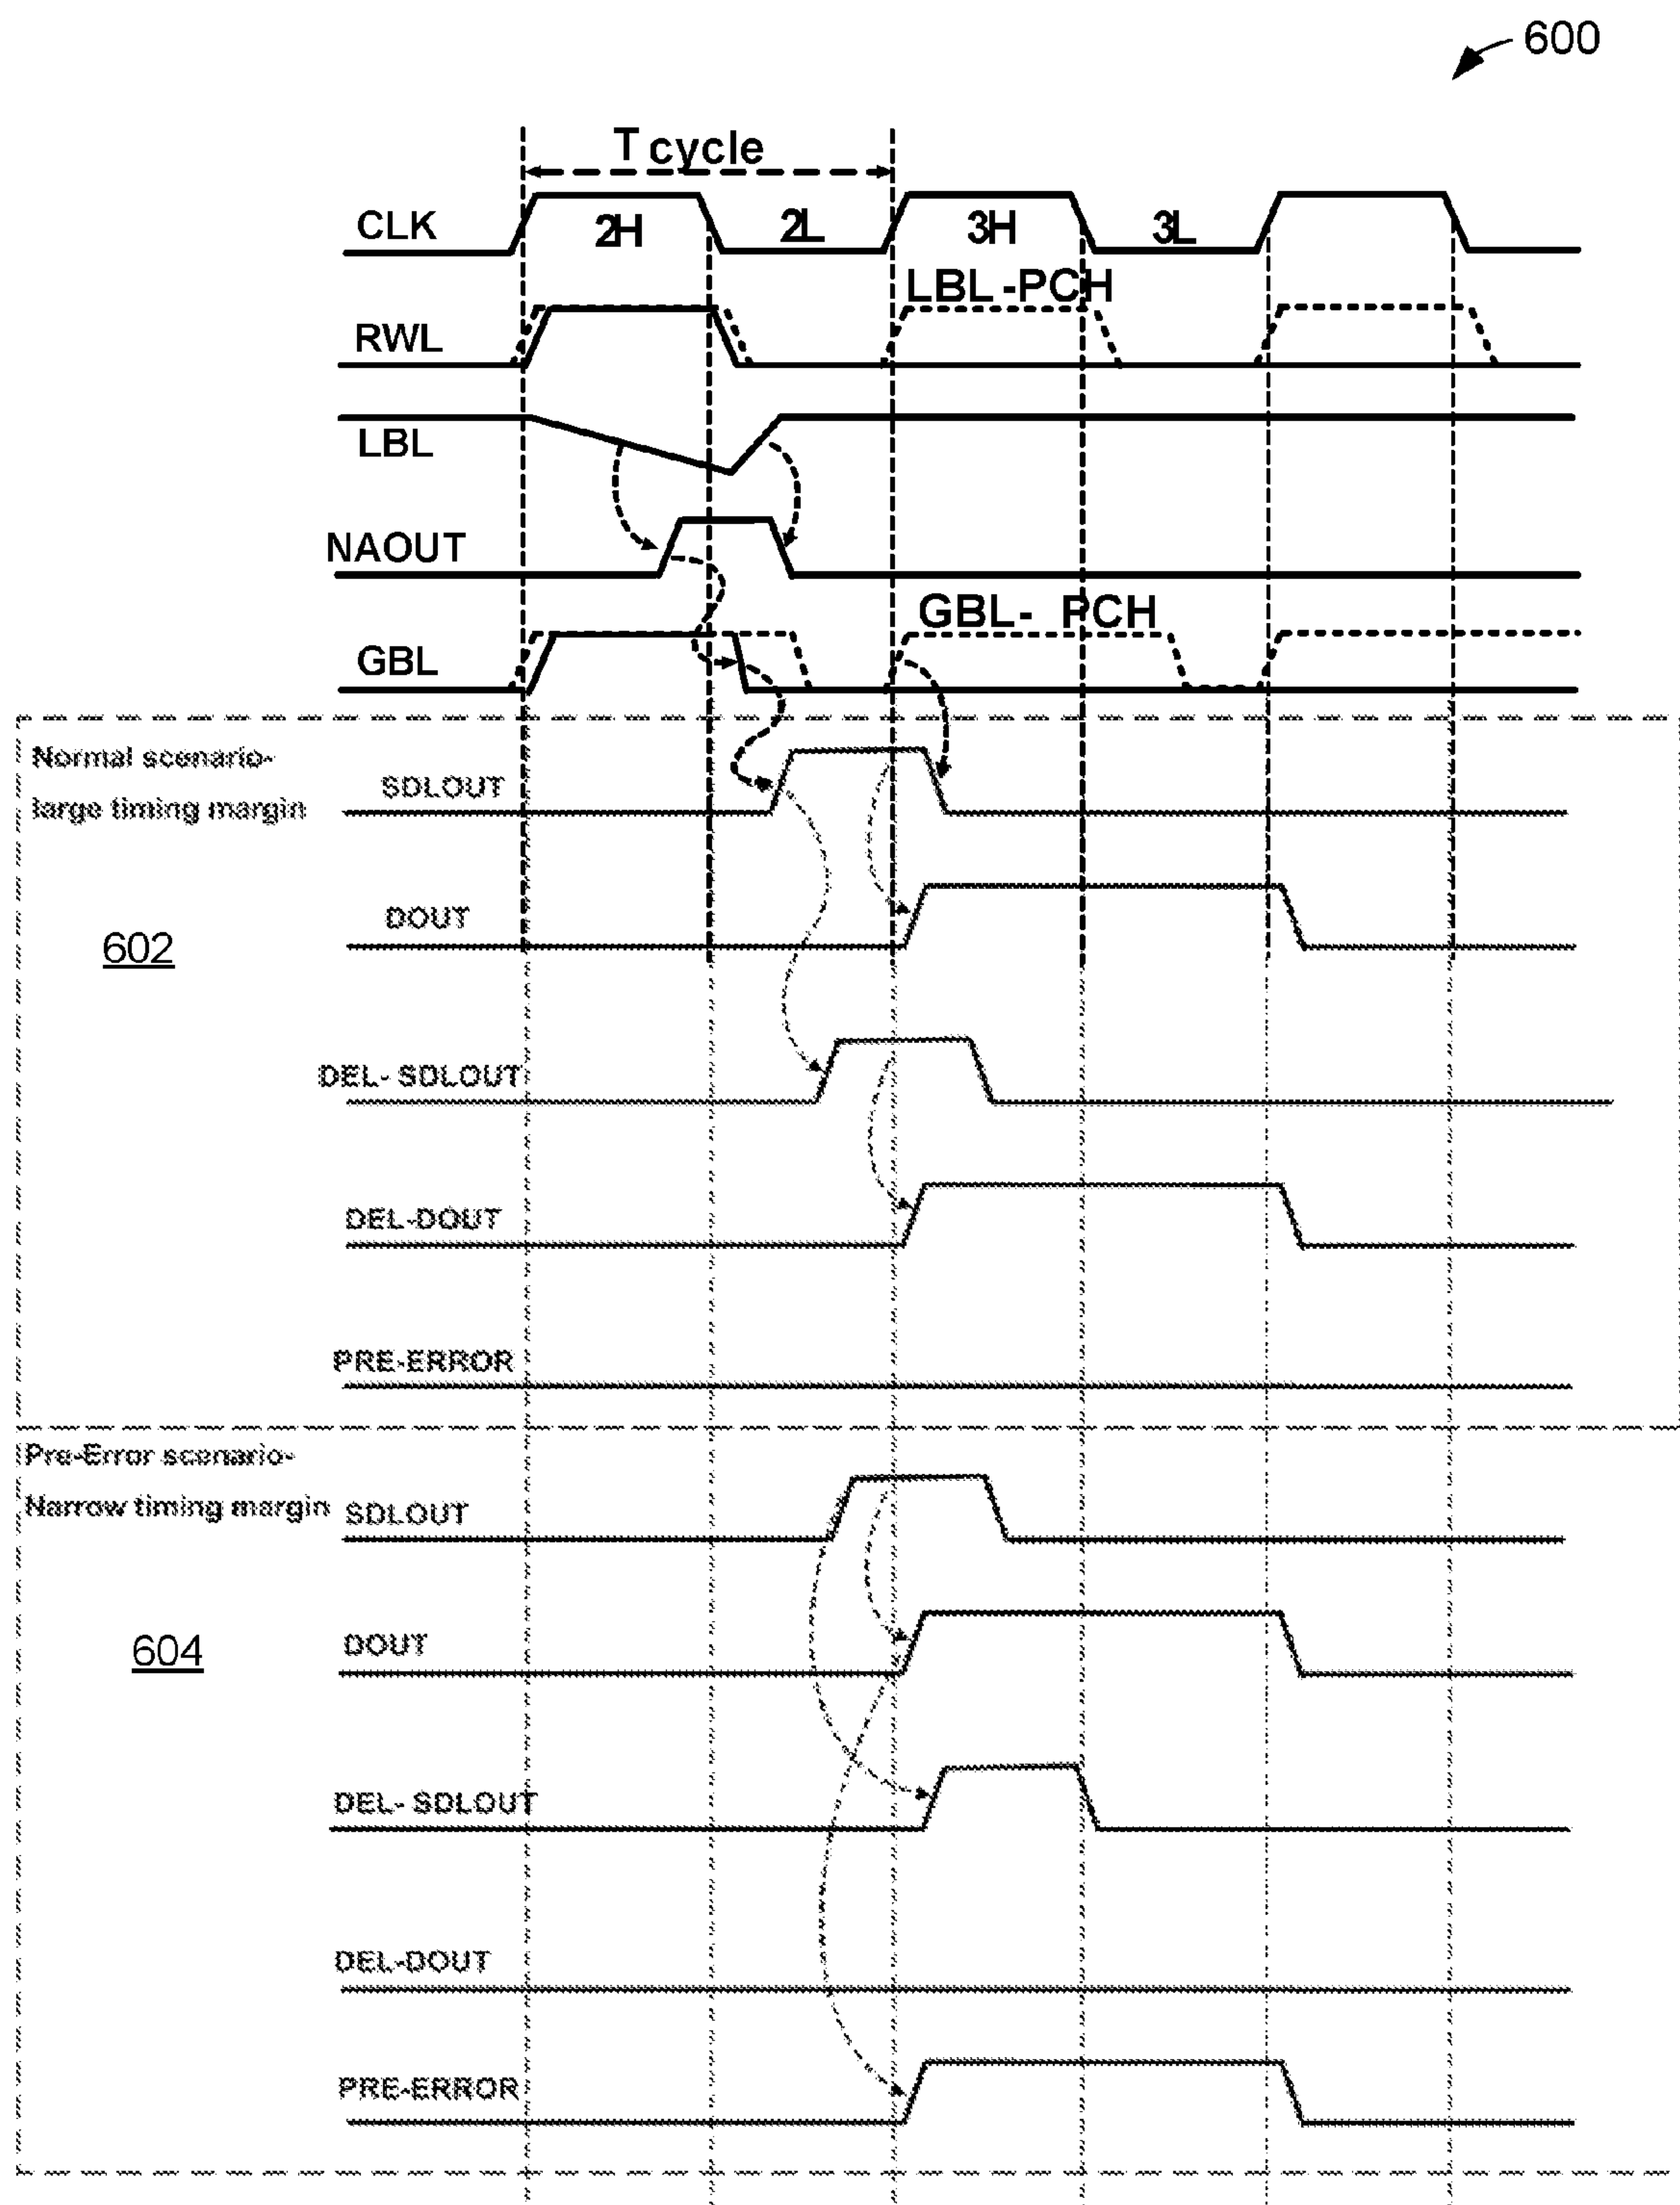 600
T cycle
CLK
2H
2L
3H
3L
LBL-PCH
RWL
LBL
NAOUT
GBL- PCH
GBL
Normal scenario-
large timing margin
SDLOUT
DOUT
602
DEL- SDLOUT
DEL-DOUT
PRE-ERROR
Pre-Error scenario-
Narrow timing margin
SDLOUT
DOUT
604
DEL- SDLOUT
DEL-DOUT
PRE-ERROR